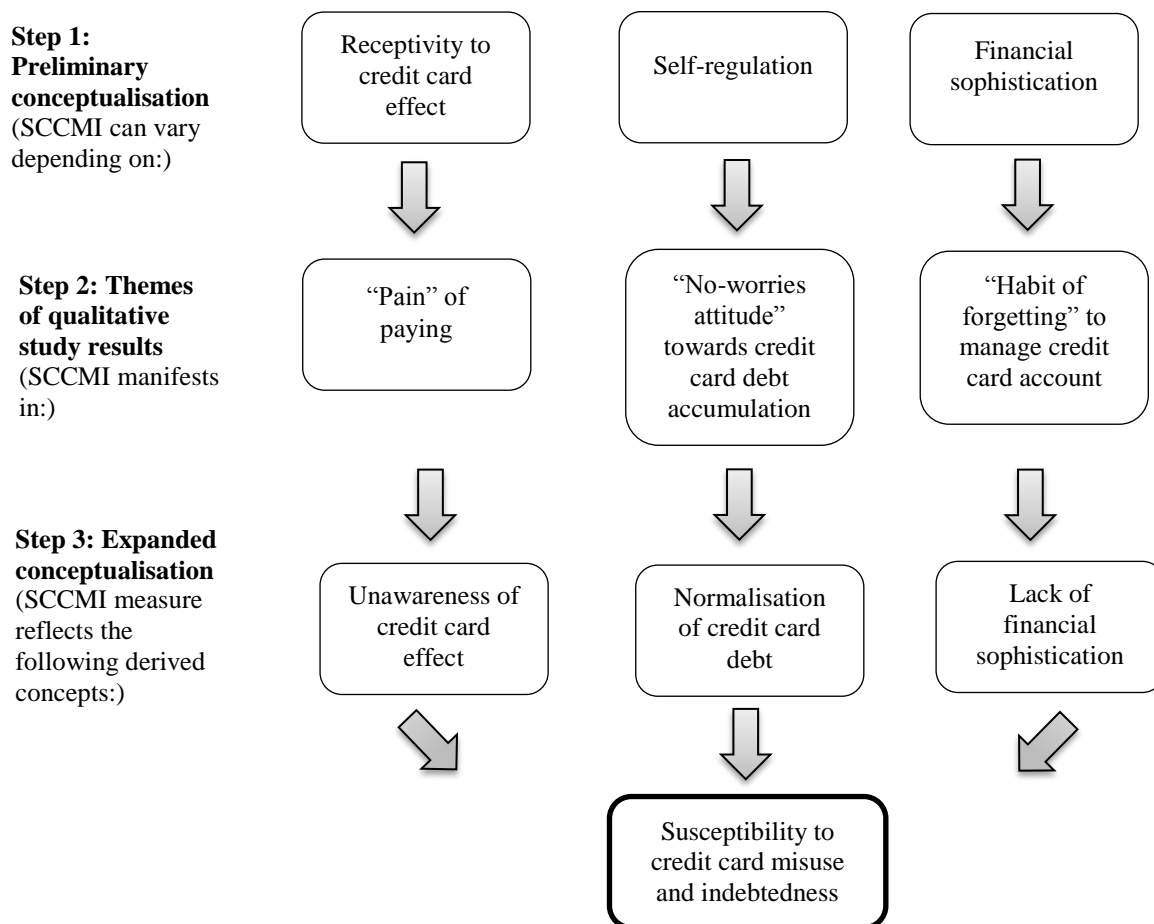 Step 1:
Preliminary
conceptualisation
(SCCMI can vary
depending on:)
Receptivity to
credit card
effect
Self-regulation
Financial
sophistication
Step 2: Themes
of qualitative
study results
(SCCMI manifests
in:)
“Pain” of
paying
“No-worries
attitude”
towards credit
card debt
accumulation
“Habit of
forgetting” to
manage credit
card account
Step 3: Expanded
conceptualisation
(SCCMI measure
reflects the
following derived
concepts:)
Unawareness of
credit card
effect
Normalisation
of credit card
debt
Lack of
financial
sophistication
Susceptibility to
credit card misuse
and indebtedness